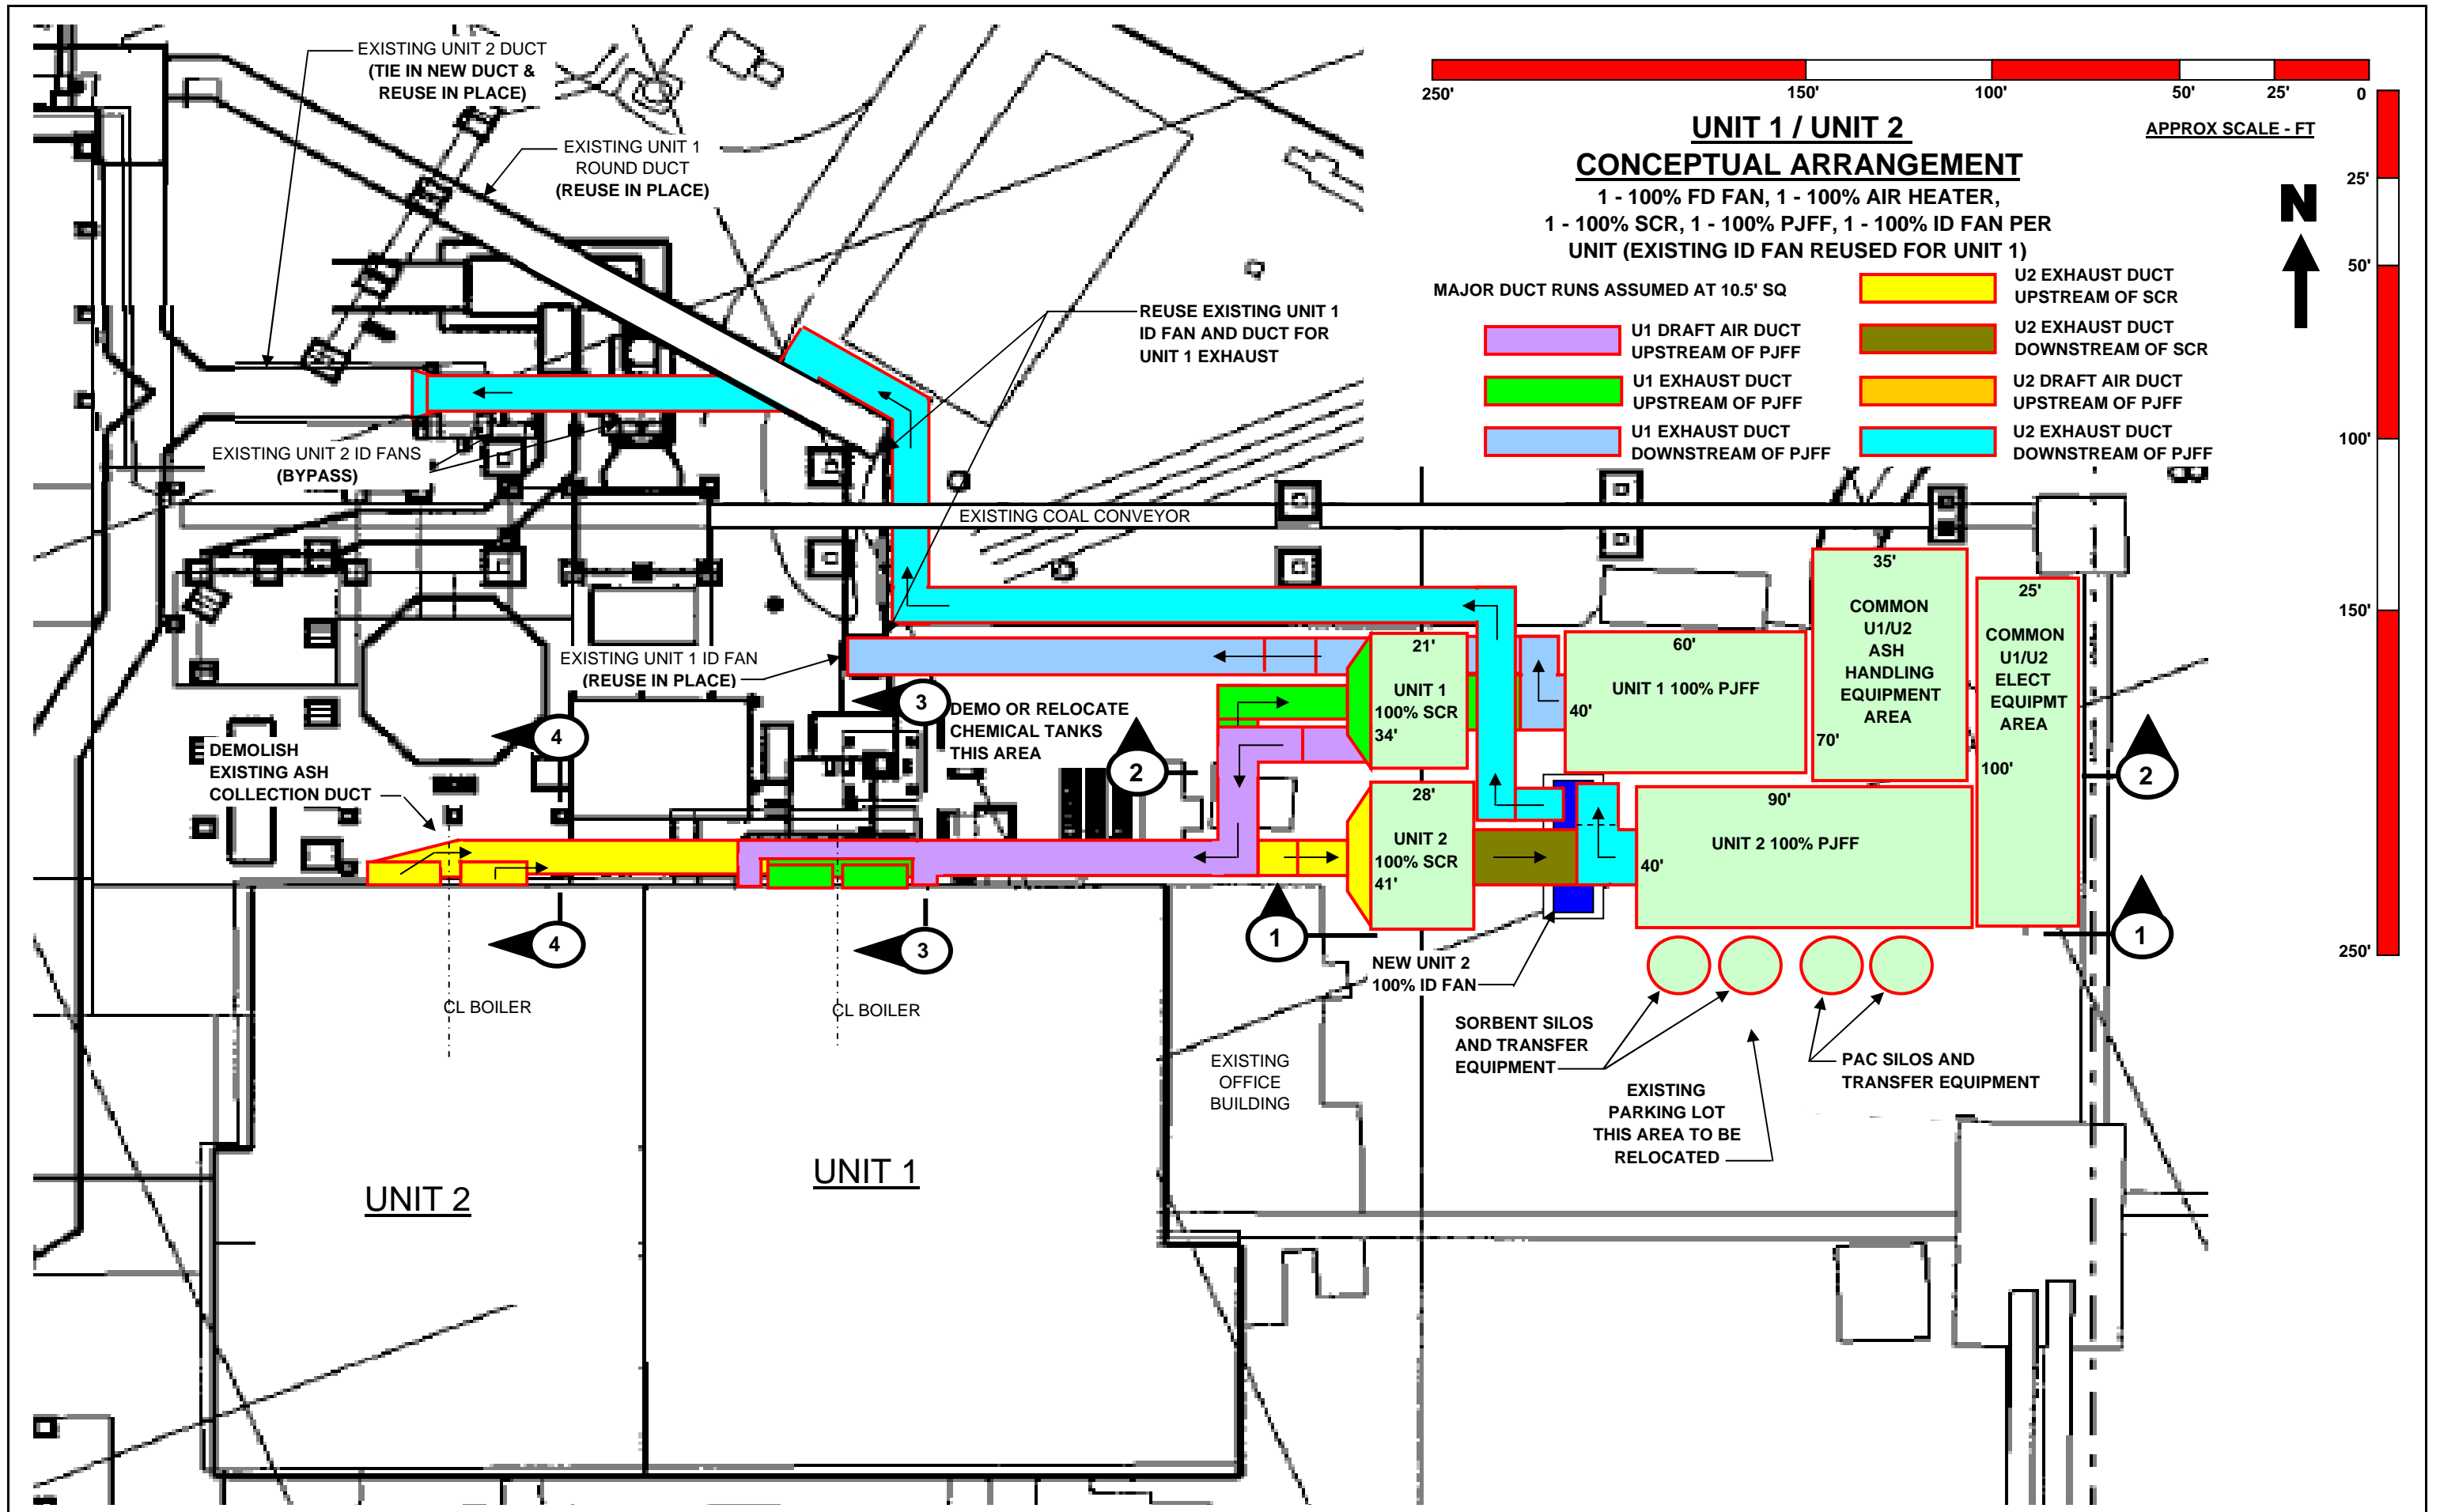 EXISTING UNIT 2 DUCT
(TIE IN NEW DUCT &
REUSE IN PLACE)
EXISTING UNIT 1
ROUND DUCT
(REUSE IN PLACE)
250'
150'
100'
50'
25'
0
UNIT 1 / UNIT 2
CONCEPTUAL ARRANGEMENT
1 - 100% FD FAN, 1 - 100% AIR HEATER,
1 - 100% SCR, 1 - 100% PJFF, 1 - 100% ID FAN PER
UNIT (EXISTING ID FAN REUSED FOR UNIT 1)
APPROX SCALE - FT
N
25'
50'
100'
150'
250'
MAJOR DUCT RUNS ASSUMED AT 10.5' SQ
U1 DRAFT AIR DUCT
UPSTREAM OF PJFF
U1 EXHAUST DUCT
UPSTREAM OF PJFF
U1 EXHAUST DUCT
DOWNSTREAM OF PJFF
U2 EXHAUST DUCT
UPSTREAM OF SCR
U2 EXHAUST DUCT
DOWNSTREAM OF SCR
U2 DRAFT AIR DUCT
UPSTREAM OF PJFF
U2 EXHAUST DUCT
DOWNSTREAM OF PJFF
REUSE EXISTING UNIT 1
ID FAN AND DUCT FOR
UNIT 1 EXHAUST
EXISTING UNIT 2 ID FANS
(BYPASS)
EXISTING COAL CONVEYOR
EXISTING UNIT 1 ID FAN
(REUSE IN PLACE)
3
DEMO OR RELOCATE
CHEMICAL TANKS
THIS AREA
4
2
DEMOLISH
EXISTING ASH
COLLECTION DUCT
21'
UNIT 1
100% SCR
34'
60'
UNIT 1 100% PJFF
40'
35'
COMMON
U1/U2
ASH
HANDLING
EQUIPMENT
AREA
70'
25'
COMMON
U1/U2
ELECT
EQUIPMT
AREA
100'
2
28'
UNIT 2
100% SCR
41'
90'
UNIT 2 100% PJFF
40'
4
3
1
1
NEW UNIT 2
100% ID FAN
CL BOILER
CL BOILER
SORBENT SILOS
AND TRANSFER
EQUIPMENT
PAC SILOS AND
TRANSFER EQUIPMENT
EXISTING
OFFICE
BUILDING
EXISTING
PARKING LOT
THIS AREA TO BE
RELOCATED
UNIT 2
UNIT 1